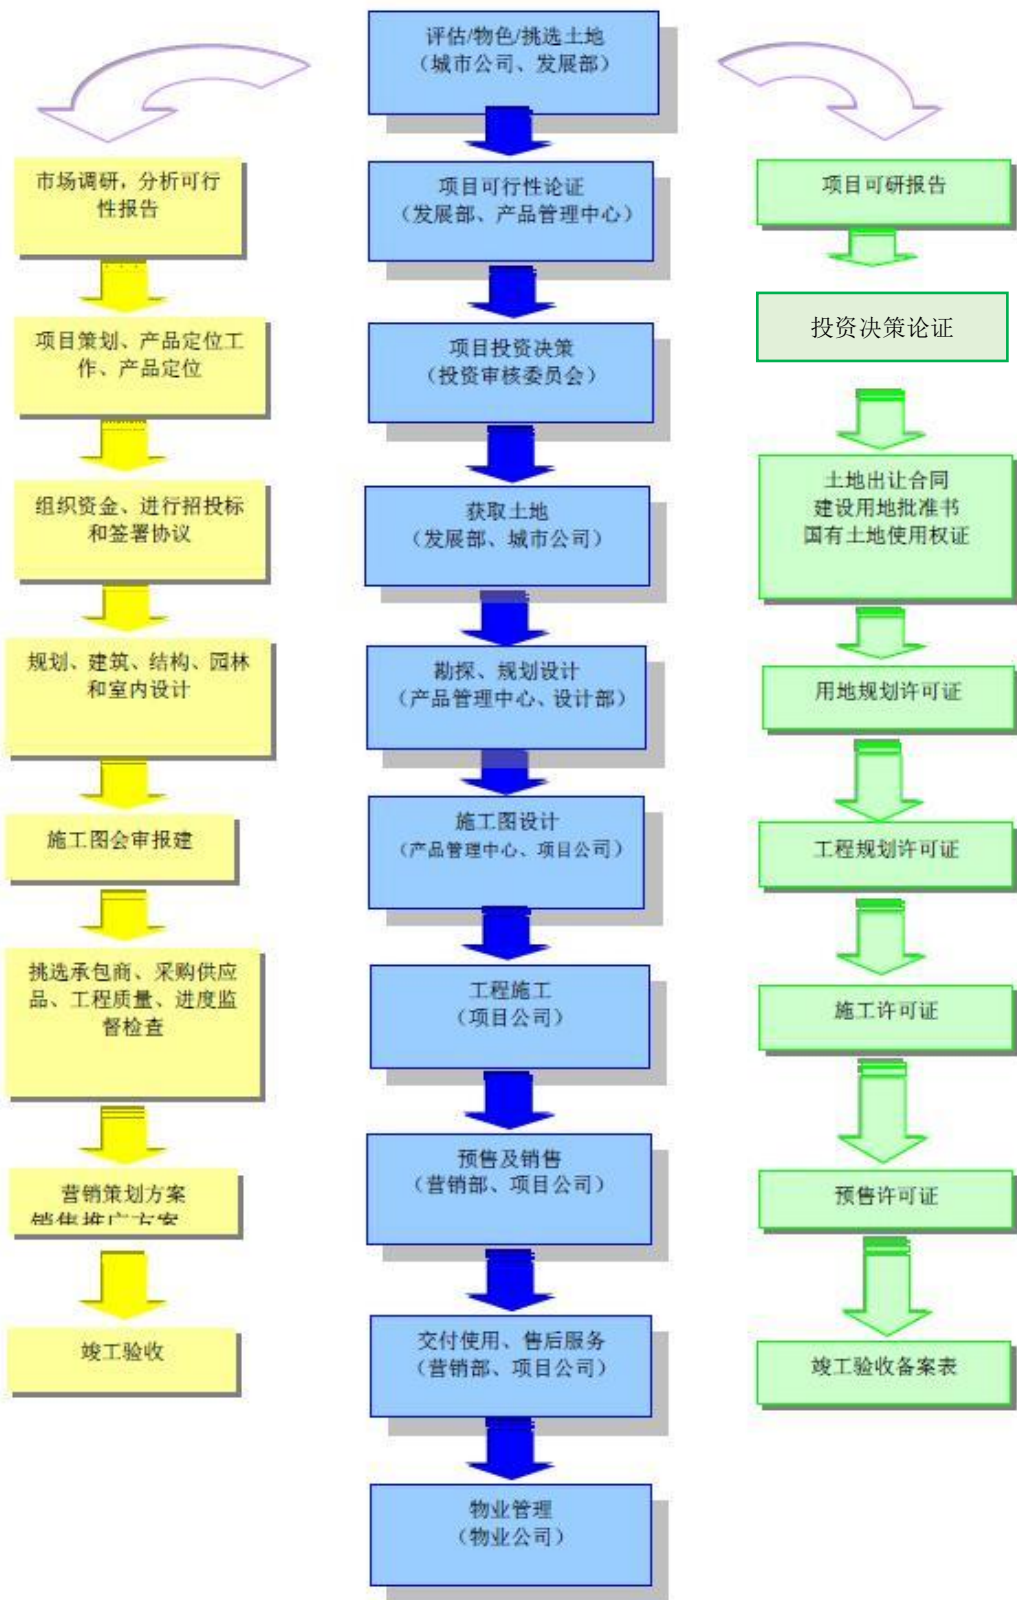 评估/物色/挑选土地
（城市公司、发展部）
市场调研，分析可行
性报告
项目可行性论证
（发展部、产品管理中心）
项目可研报告
项目策划、产品定位工
作、产品定位
项目投资决策
（投资审核委员会）
投资决策论证
组织资金、进行招投标
和签署协议
获取土地
（发展部、城市公司）
土地出让合同
建设用地批准书
国有土地使用权证
规划、建筑、结构、园林
和室内设计
勘探、规划设计
（产品管理中心、设计部）
用地规划许可证
施工图会审报建
施工图设计
（产品管理中心、项目公司）
工程规划许可证
挑选承包商、采购供应
品、工程质量、进度监
督检查
工程施工
（项目公司）
施工许可证
营销策划方案
销售推广方案
预售及销售
（营销部、项目公司）
预售许可证
竣工验收
交付使用、售后服务
（营销部、项目公司）
竣工验收备案表
物业管理
（物业公司）